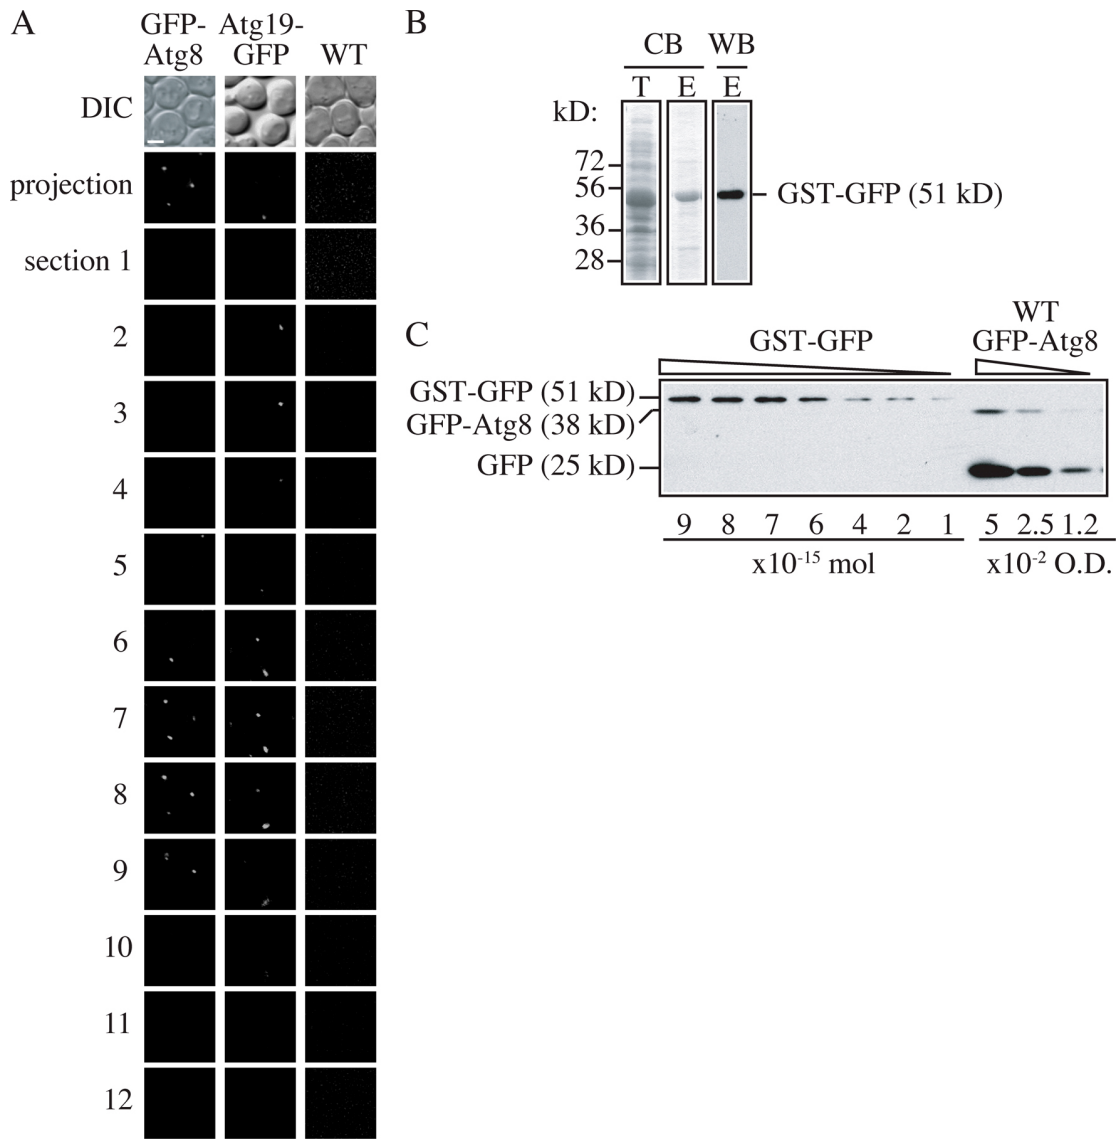 A
GFP-
Atg8
Atg19-
GFP
WT
DIC
projection
section 1
2
3
4
5
6
7
8
9
10
11
12
B
CB
WB
T
E
E
kD:
72
56
36
28
GST-GFP (51 kD)
C
GST-GFP
WT
GFP-Atg8
GST-GFP (51 kD)
GFP-Atg8 (38 kD)
GFP (25 kD)
9 8 7 6 4 2 1
5 2.5 1.2
x10⁻¹⁵ mol
x10⁻² O.D.